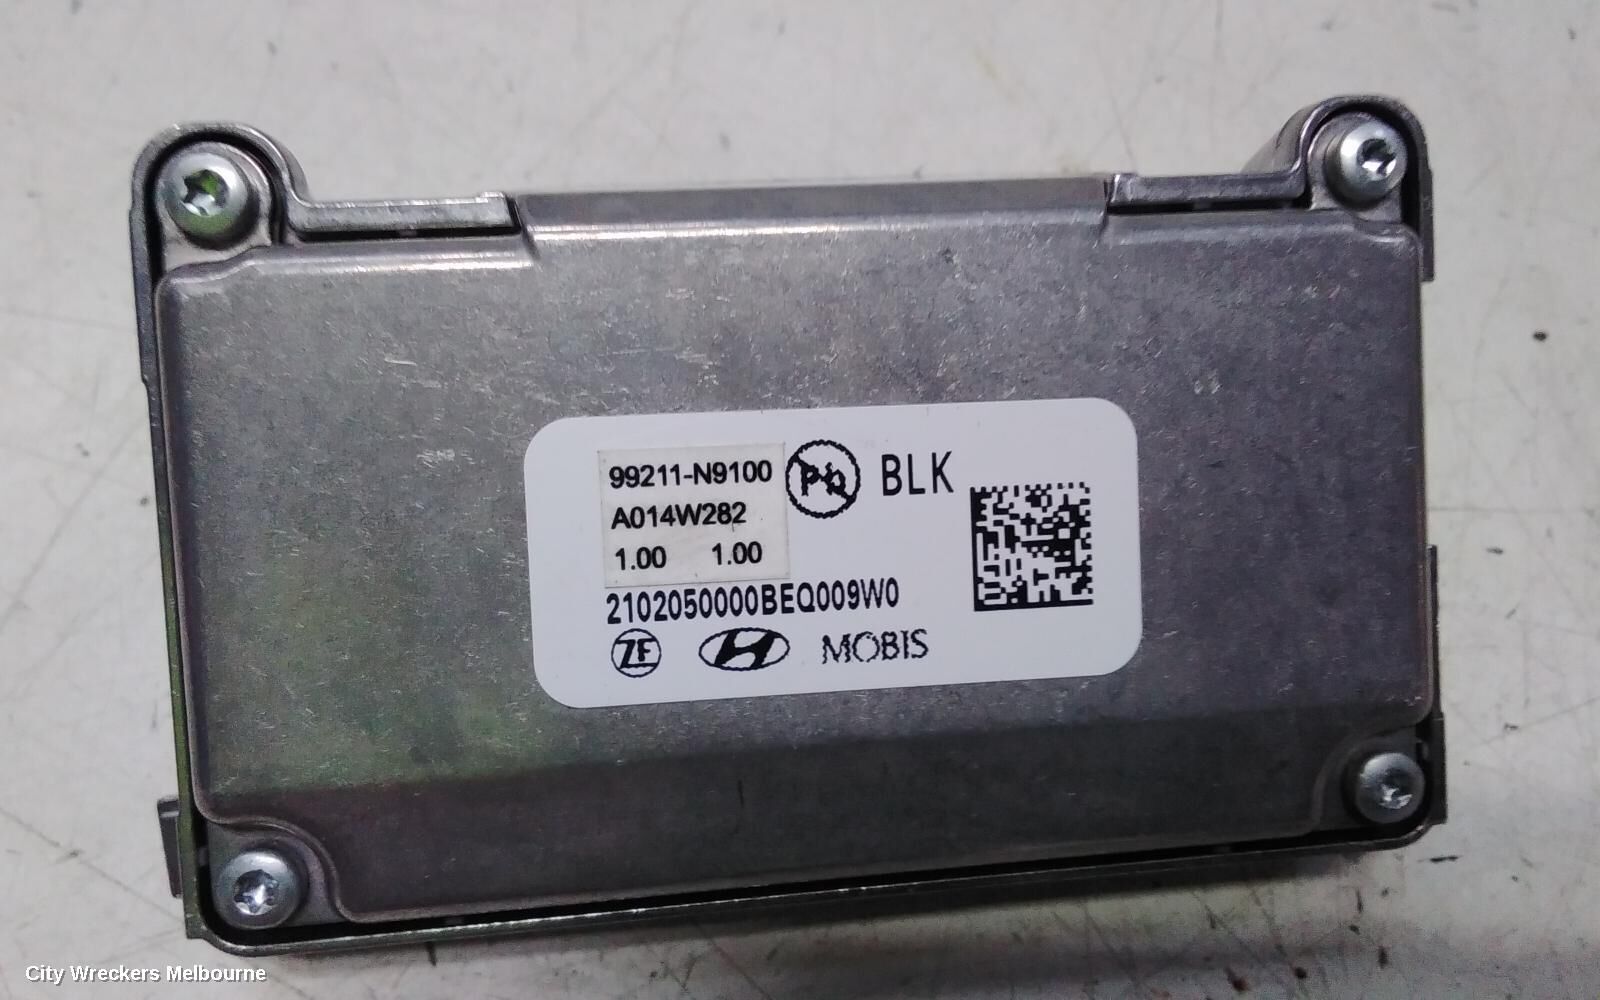 99211-N9100
A014W282
1.00 1.00
Pb
BLK
2102050000BEQ009W0
ZF H MOBIS
City Wreckers Melbourne